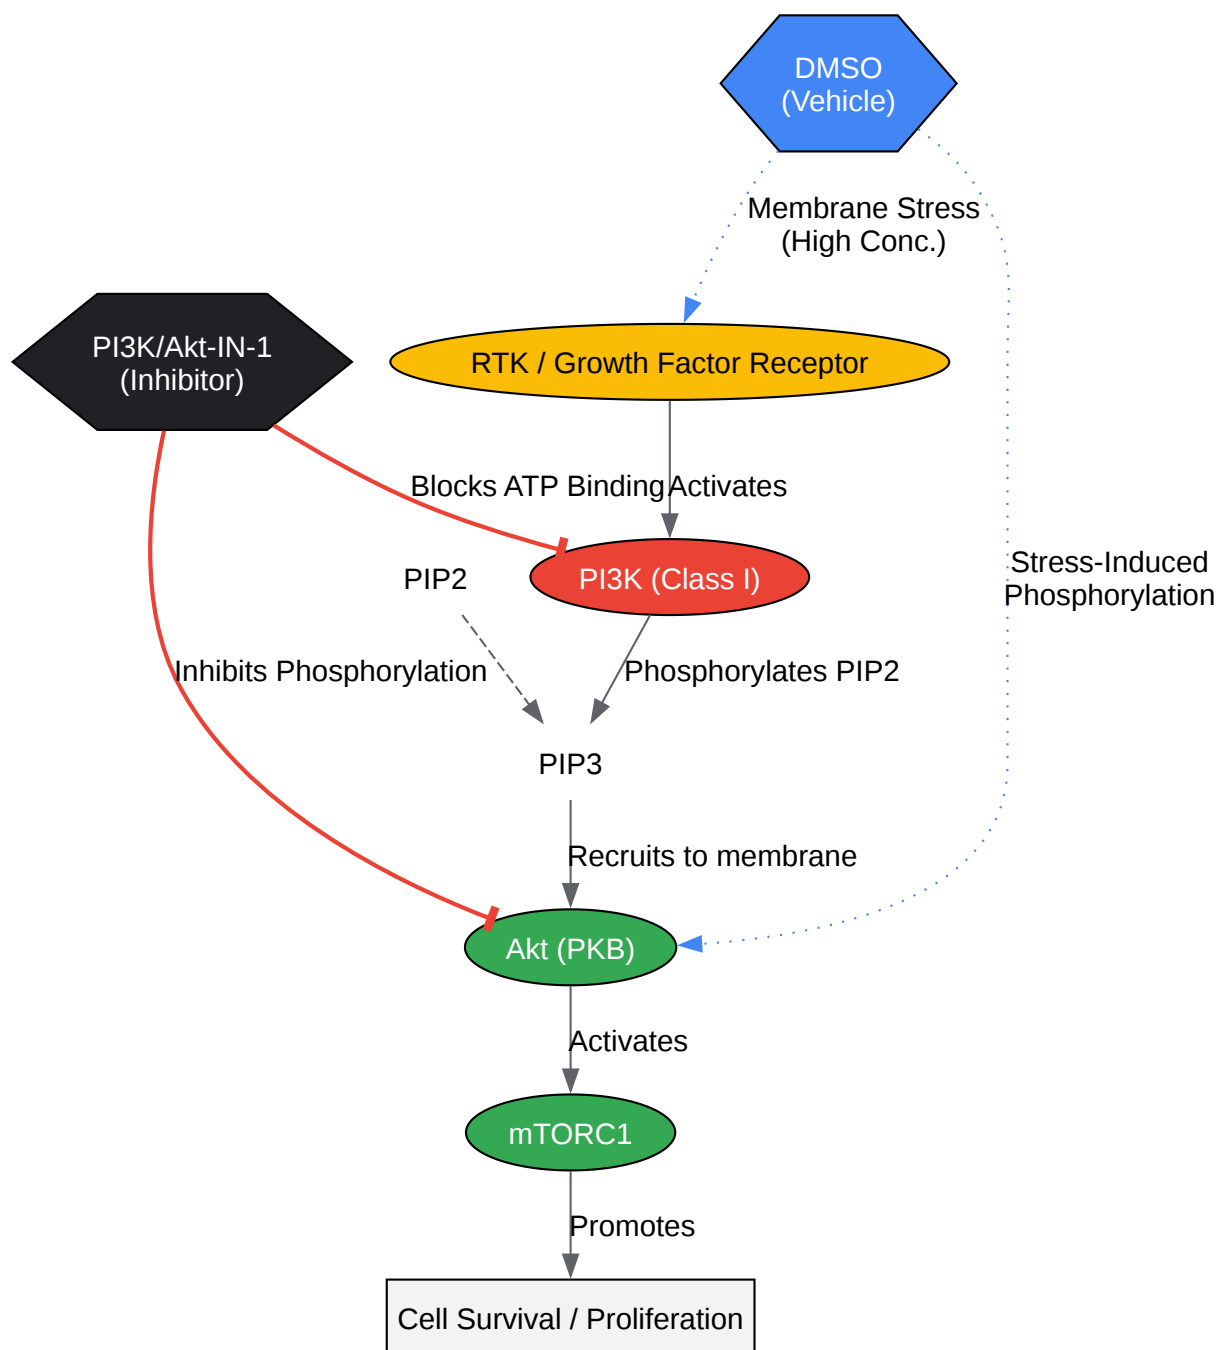 DMSO
(Vehicle)
Membrane Stress
(High Conc.)
PI3K/Akt-IN-1
(Inhibitor)
RTK / Growth Factor Receptor
Blocks ATP Binding
Activates
PIP2
PI3K (Class I)
Stress-Induced
Phosphorylation
Inhibits Phosphorylation
Phosphorylates PIP2
PIP3
Recruits to membrane
Akt (PKB)
Activates
mTORC1
Promotes
Cell Survival / Proliferation